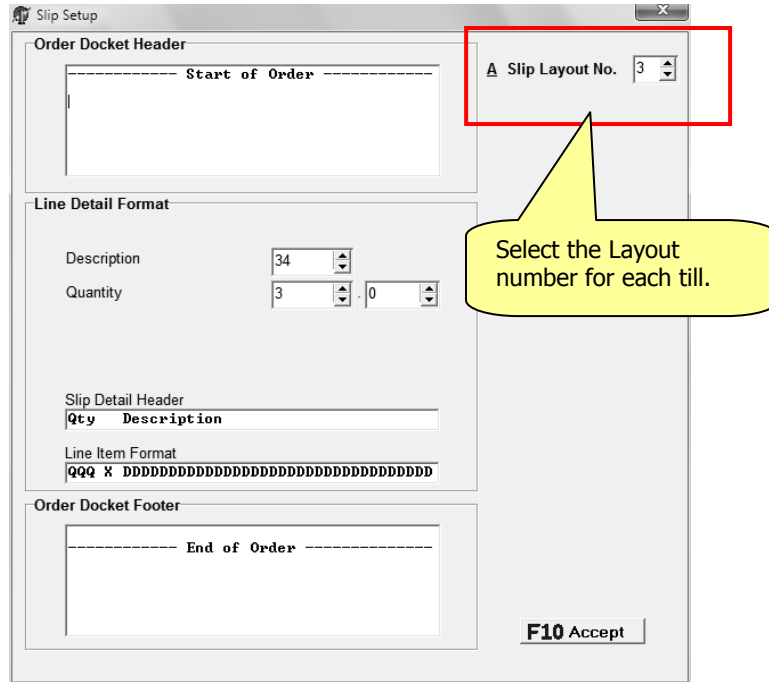 Slip Setup
Order Docket Header
------------ Start of Order ------------
A Slip Layout No. 3
Line Detail Format
Description 34
Quantity 3 . 0
Select the Layout
number for each till.
Slip Detail Header
Qty Description
Line Item Format
QQQ X DDDDDDDDDDDDDDDDDDDDDDDDDDDDDDDDDD
Order Docket Footer
------------ End of Order --------------
F10 Accept